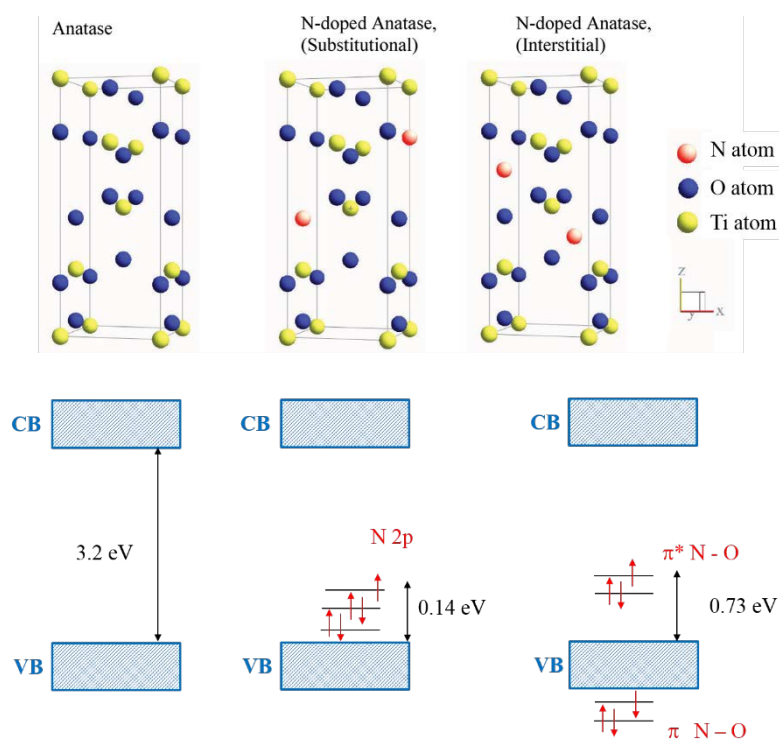 Anatase
N-doped Anatase,
(Substitutional)
N-doped Anatase,
(Interstitial)
N atom
O atom
Ti atom
Z
y
X
CB
CB
CB
3.2 eV
N 2p
0.14 eV
π* N - O
0.73 eV
VB
VB
VB
π N – O